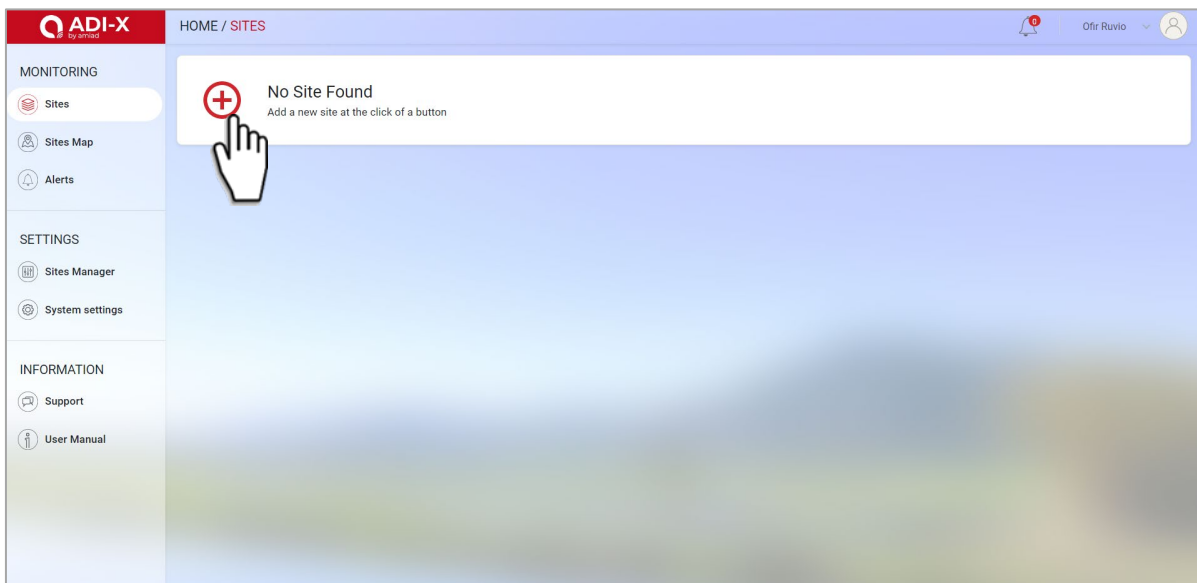 ADI-X
by amiad
HOME / SITES
0
Ofir Ruvio
MONITORING
Sites
Sites Map
Alerts
SETTINGS
Sites Manager
System settings
INFORMATION
Support
User Manual
No Site Found
Add a new site at the click of a button